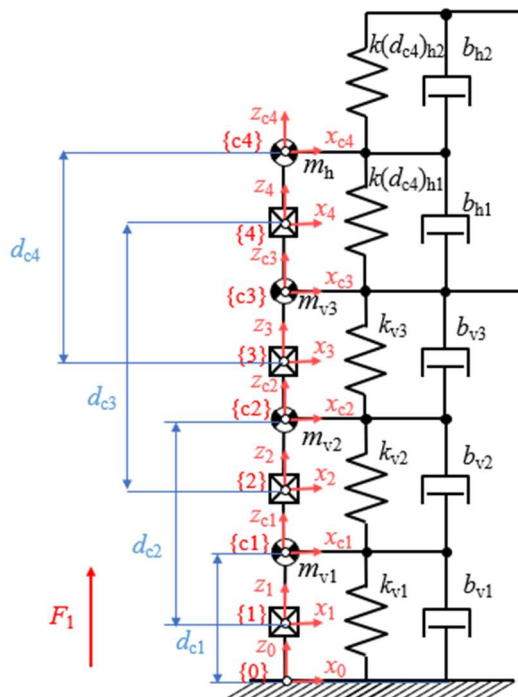 k(d_c4)_h2
b_h2
z_c4
{c4}
x_c4
m_h
z_4
k(d_c4)_h1
x_4
b_h1
{4}
d_c4
z_c3
{c3}
x_c3
m_v3
z_3
{3}
x_3
k_v3
b_v3
d_c3
z_c2
{c2}
x_c2
m_v2
z_2
k_v2
b_v2
{2}
x_2
d_c2
z_c1
{c1}
x_c1
m_v1
z_1
k_v1
b_v1
F_1
{1}
x_1
d_c1
z_0
{0}
x_0